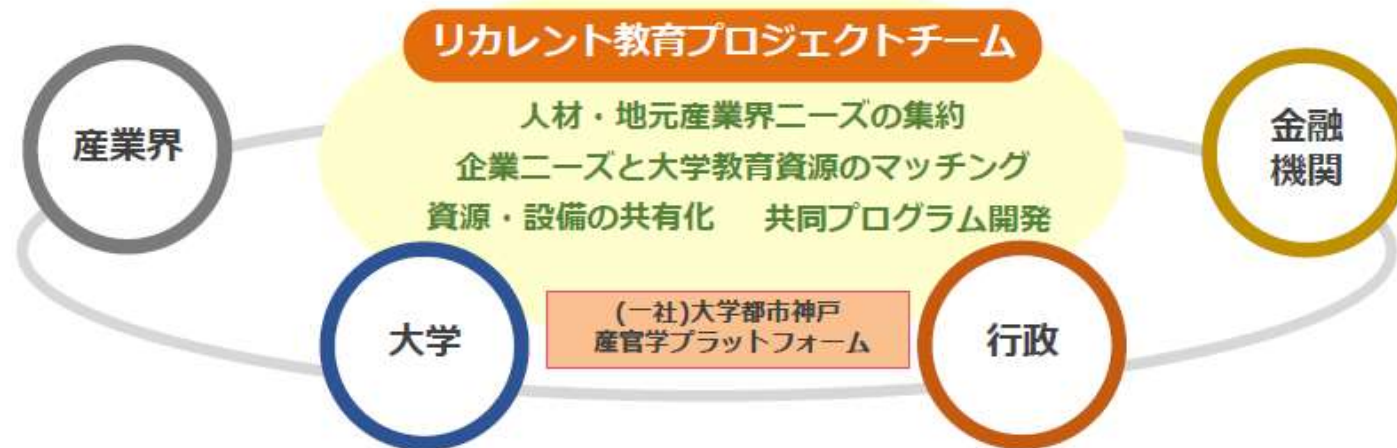 リカレント教育プロジェクトチーム
人材・地元産業界ニーズの集約
企業ニーズと大学教育資源のマッチング
資源・設備の共有化　共同プログラム開発
産業界
金融
機関
大学
(一社)大学都市神戸
産官学プラットフォーム
行政